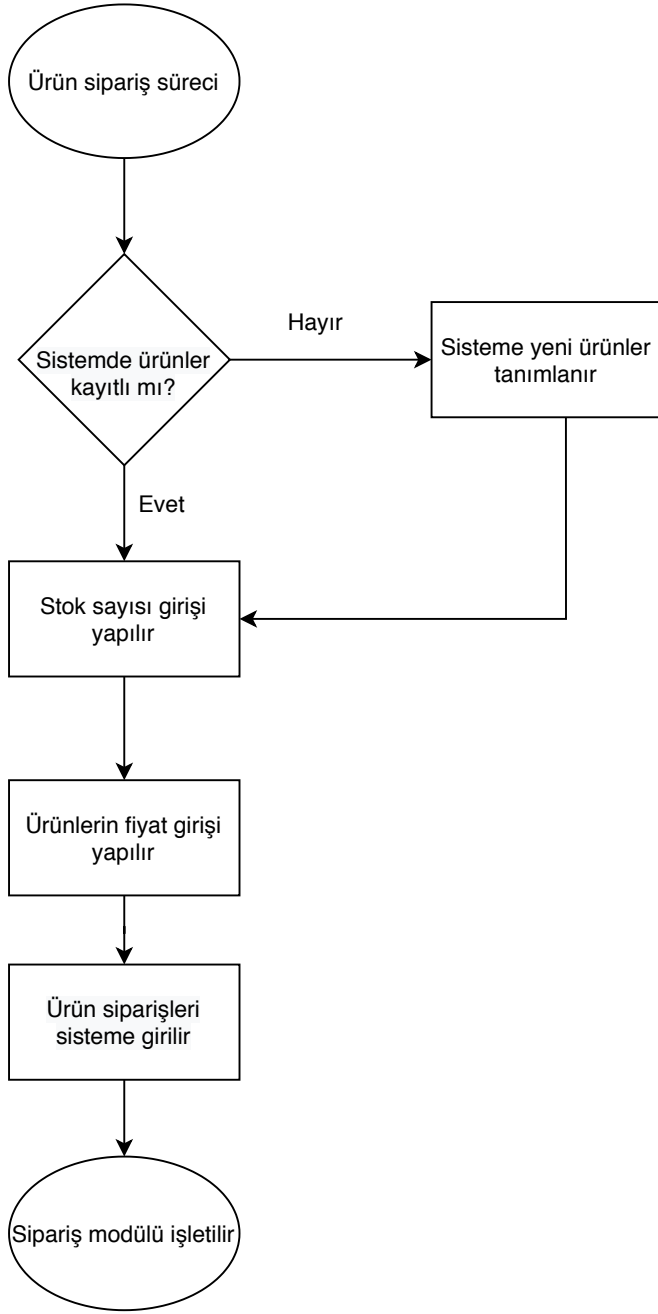 Ürün sipariş süreci
Sistemde ürünler
kayıtlı mı?
Hayır
Sisteme yeni ürünler
tanımlanır
Evet
Stok sayısı girişi
yapılır
Ürünlerin fiyat girişi
yapılır
Ürün siparişleri
sisteme girilir
Sipariş modülü işletilir